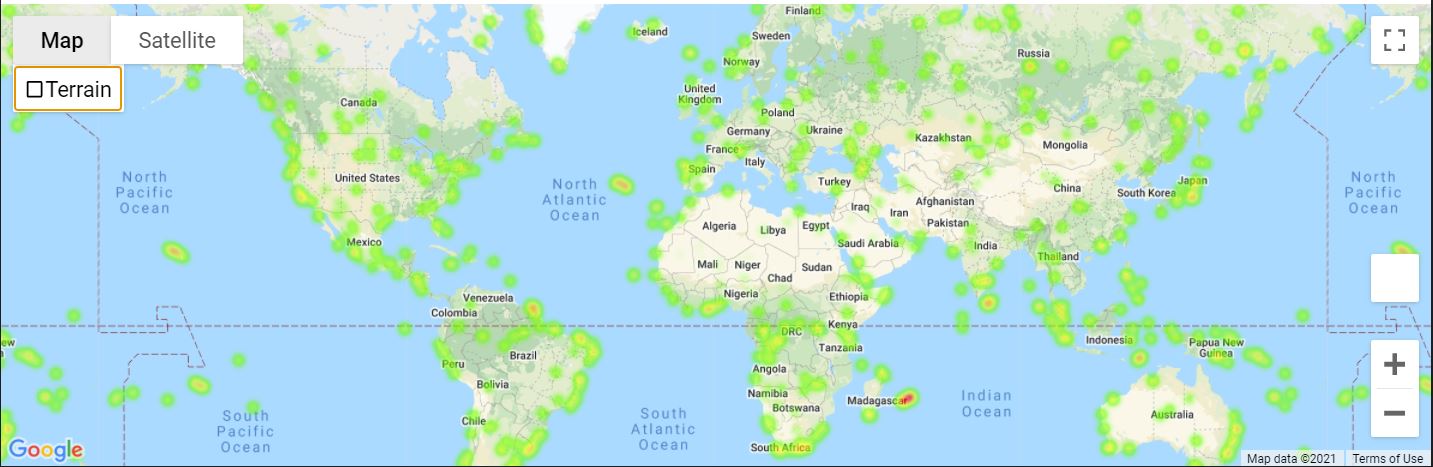 Map
Satellite
Terrain
Finland
Iceland
Sweden
Russia
Norway
United
Kingdom
Canada
Poland
Germany
Ukraine
Kazakhstan
France
Mongolia
Italy
Spain
North
Pacific
Ocean
United States
North
Atlantic
Ocean
Turkey
China
South Korea
Japan
North
Pacific
Ocean
Iraq
Iran
Afghanistan
Pakistan
Algeria
Libya
Egypt
Mexico
Saudi Arabia
India
Thailand
Mali
Niger
Chad
Sudan
Venezuela
Nigeria
Ethiopia
Colombia
DRC
Kenya
ew
Indonesia
Papua New
Guinea
Brazil
Tanzania
Peru
Angola
Bolivia
Namibia
Madagascar
Botswana
Indian
Ocean
Chile
South
Pacific
Ocean
South
Atlantic
Ocean
Australia
South Africa
Google
Map data ©2021
Terms of Use